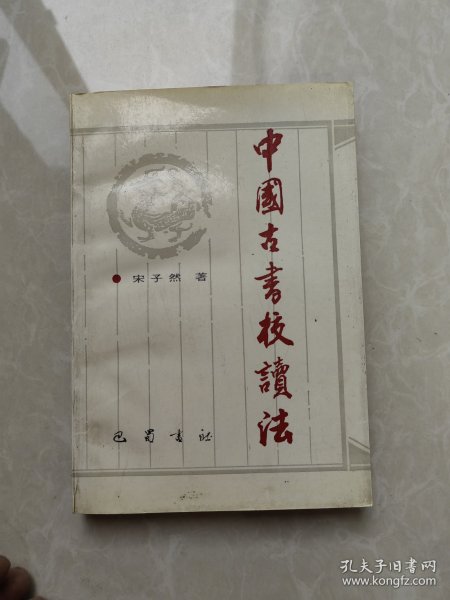 中國古書校讀法
宋子然 著
巴蜀書社
孔夫子旧书网
www.kongfz.com